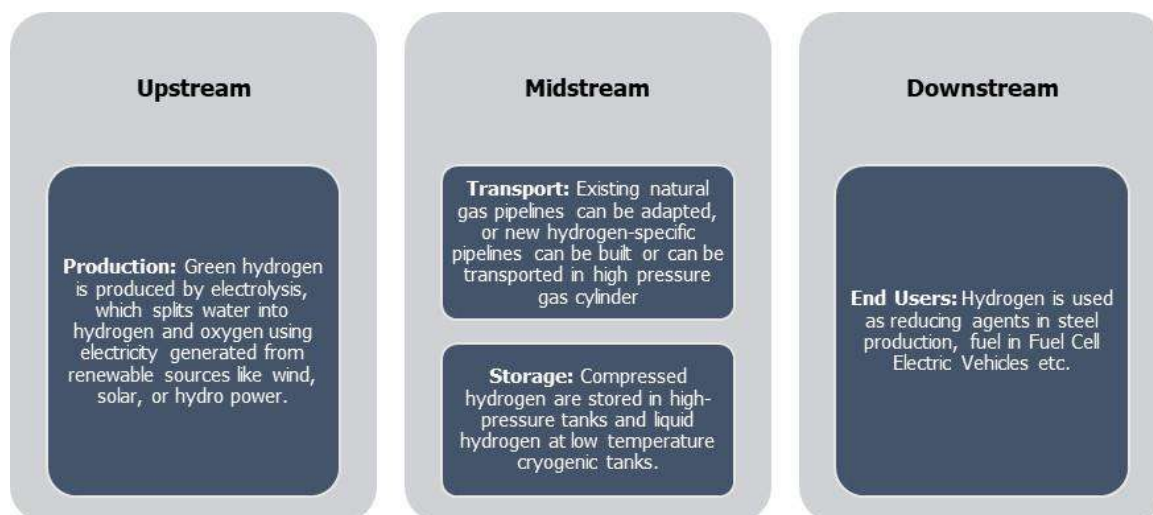 Upstream
Production: Green hydrogen
is produced by electrolysis,
which splits water into
hydrogen and oxygen using
electricity generated from
renewable sources like wind,
solar, or hydro power.
Midstream
Transport: Existing natural
gas pipelines can be adapted,
or new hydrogen-specific
pipelines can be built or can be
transported in high pressure
gas cylinder
Storage: Compressed
hydrogen are stored in high-
pressure tanks and liquid
hydrogen at low temperature
cryogenic tanks.
Downstream
End Users: Hydrogen is used
as reducing agents in steel
production, fuel in Fuel Cell
Electric Vehicles etc.